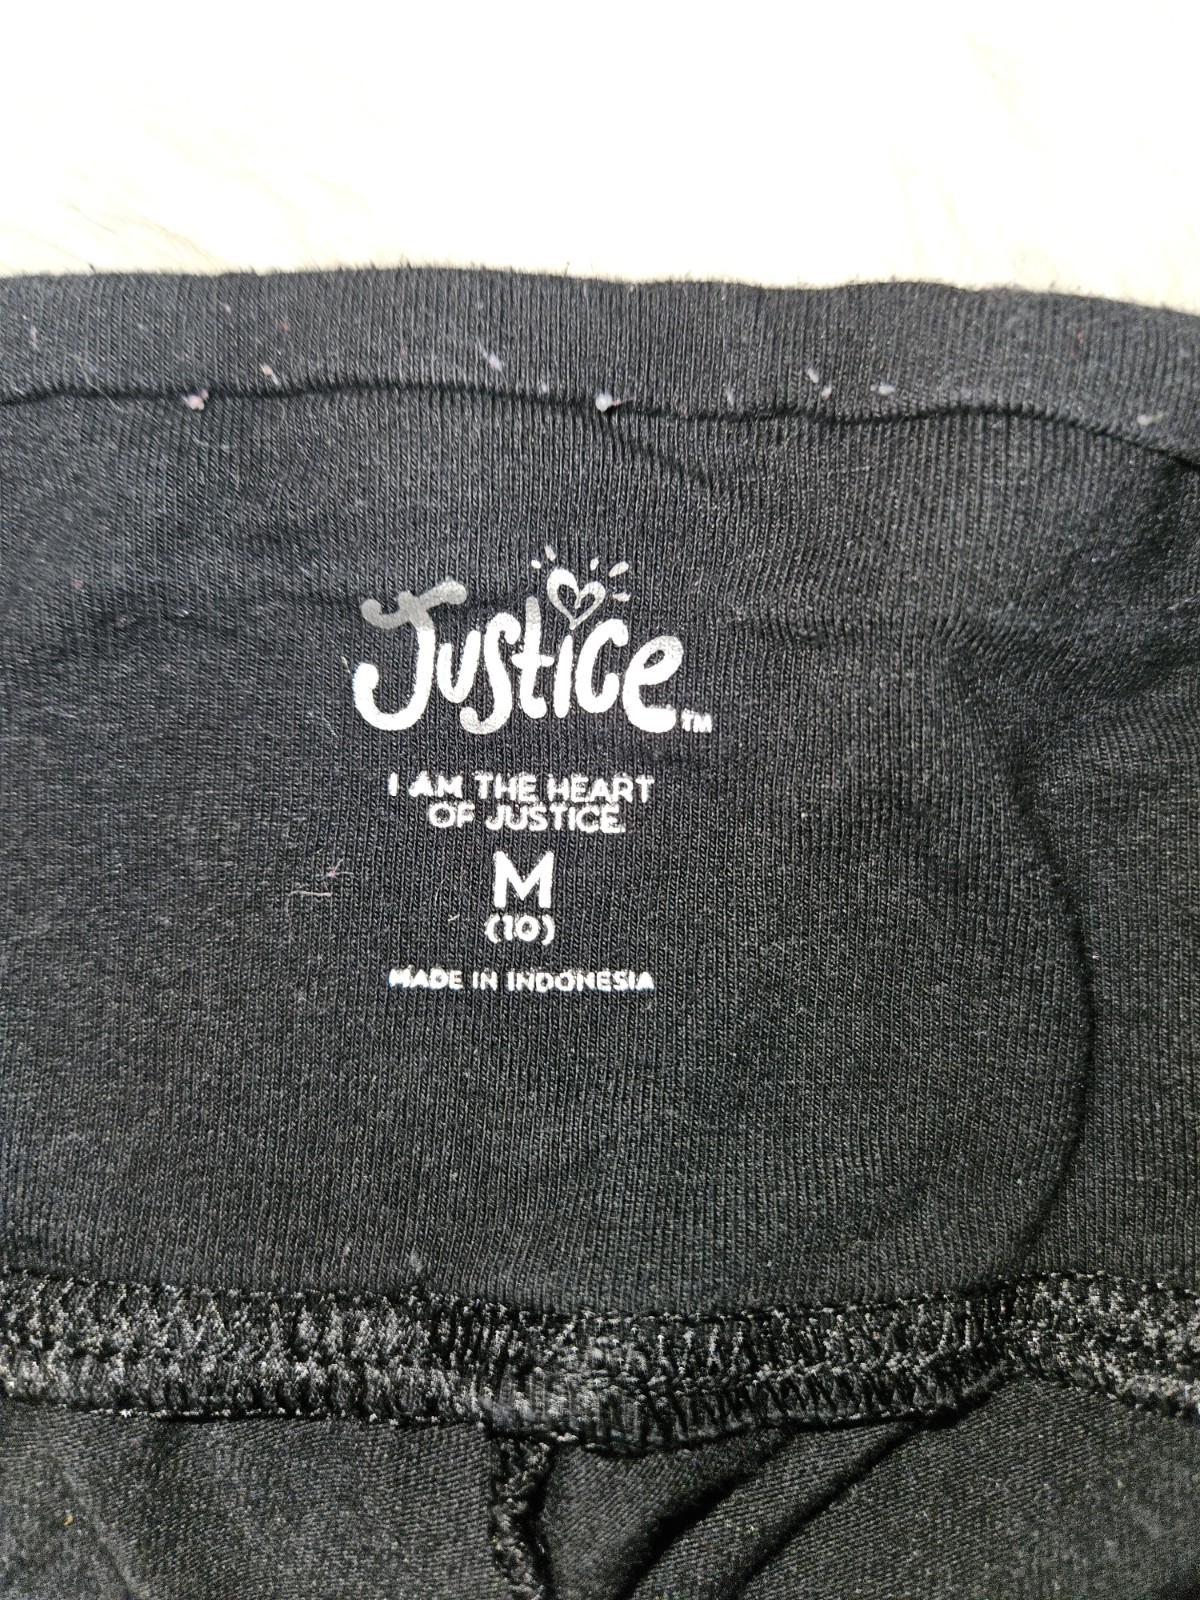 Justice™
I AM THE HEART
OF JUSTICE.
M
(10)
MADE IN INDONESIA